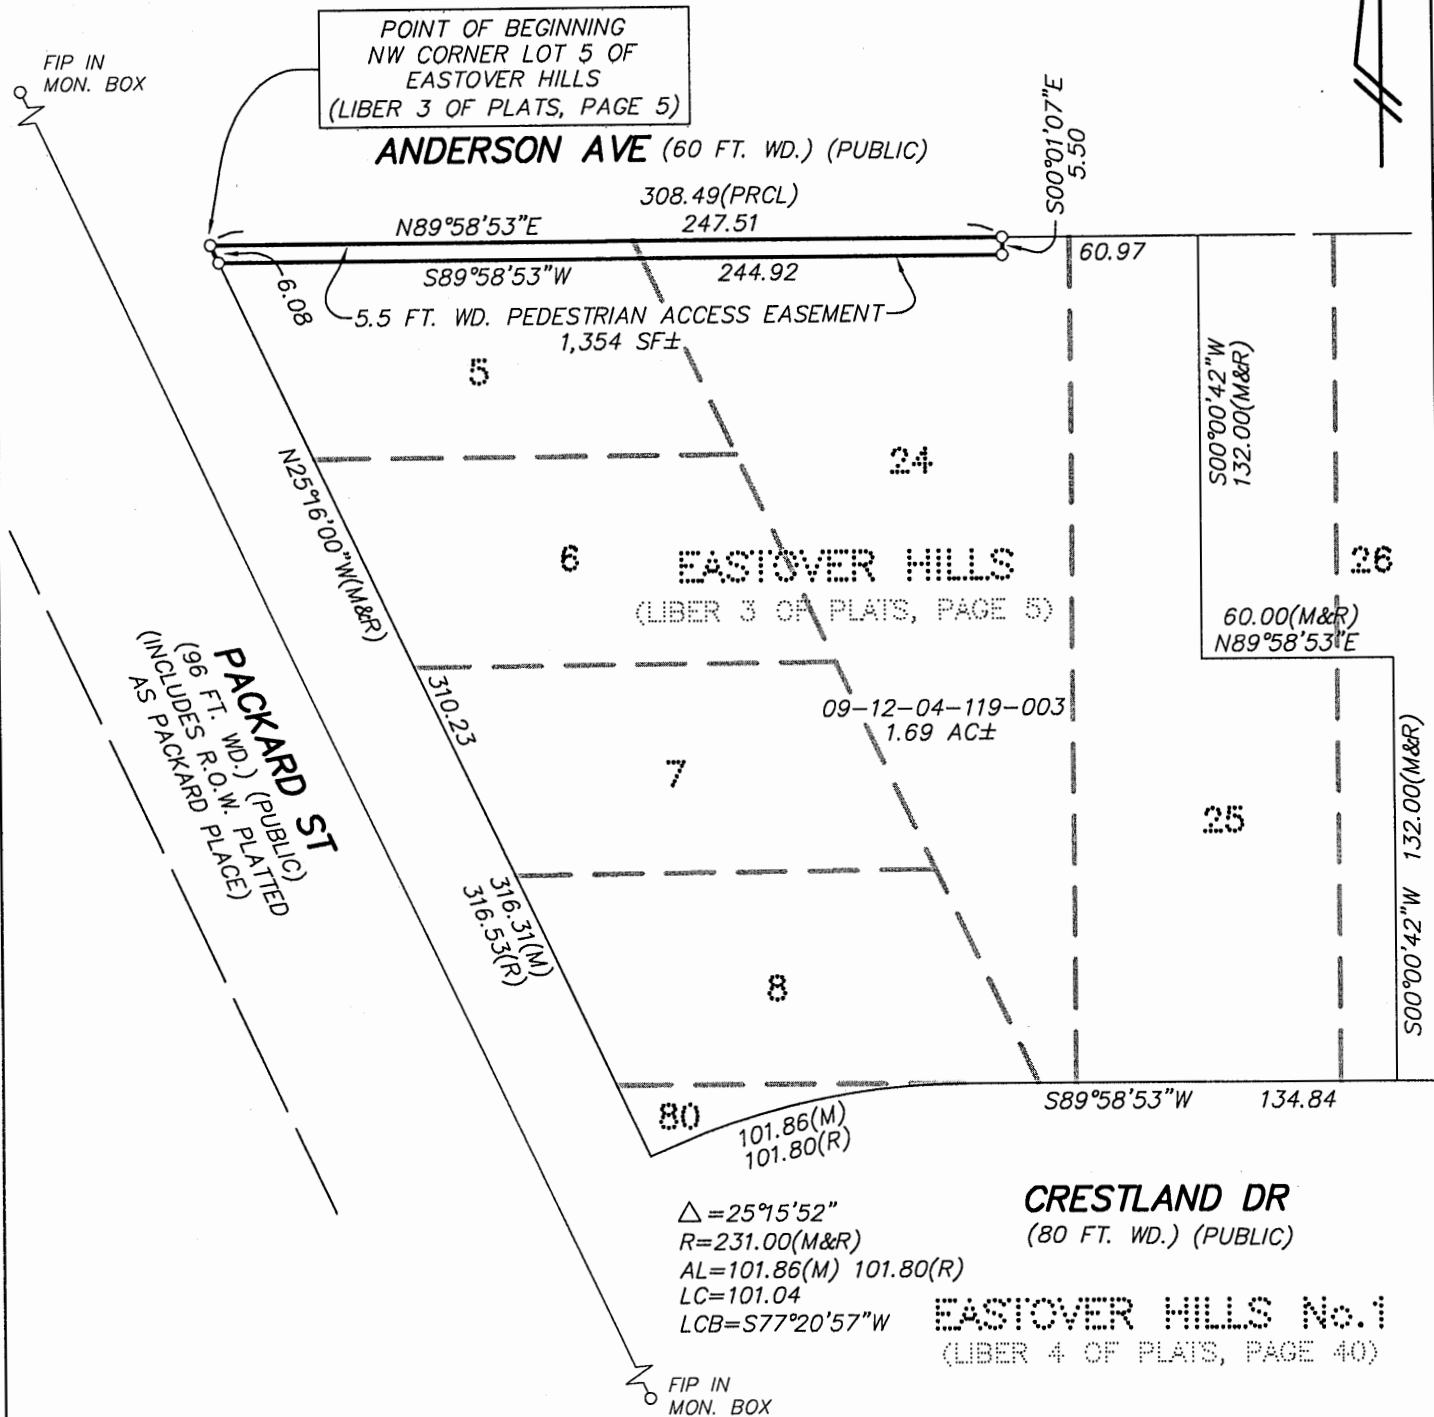 POINT OF BEGINNING
NW CORNER LOT 5 OF
EASTOVER HILLS
(LIBER 3 OF PLATS, PAGE 5)
FIP IN
MON. BOX
ANDERSON AVE (60 FT. WD.) (PUBLIC)
S00°01'07"E
5.50
308.49(PRCL)
N89°58'53"E 247.51
60.97
S89°58'53"W 244.92
6.08
5.5 FT. WD. PEDESTRIAN ACCESS EASEMENT
1,354 SF±
5
S00°00'42"W
132.00(M&R)
24
N25°16'00"W(M&R)
6
EASTOVER HILLS
(LIBER 3 OF PLATS, PAGE 5)
26
60.00(M&R)
N89°58'53"E
310.23
09-12-04-119-003
1.69 AC±
PACKARD ST
(96 FT. WD.) (PUBLIC)
(INCLUDES R.O.W. PLATTED
AS PACKARD PLACE)
7
25
S00°00'42"W 132.00(M&R)
316.31(M)
316.53(R)
8
80
101.86(M)
101.80(R)
S89°58'53"W 134.84
△=25°15'52"
R=231.00(M&R)
AL=101.86(M) 101.80(R)
LC=101.04
LCB=S77°20'57"W
CRESTLAND DR
(80 FT. WD.) (PUBLIC)
EASTOVER HILLS No.1
(LIBER 4 OF PLATS, PAGE 40)
FIP IN
MON. BOX